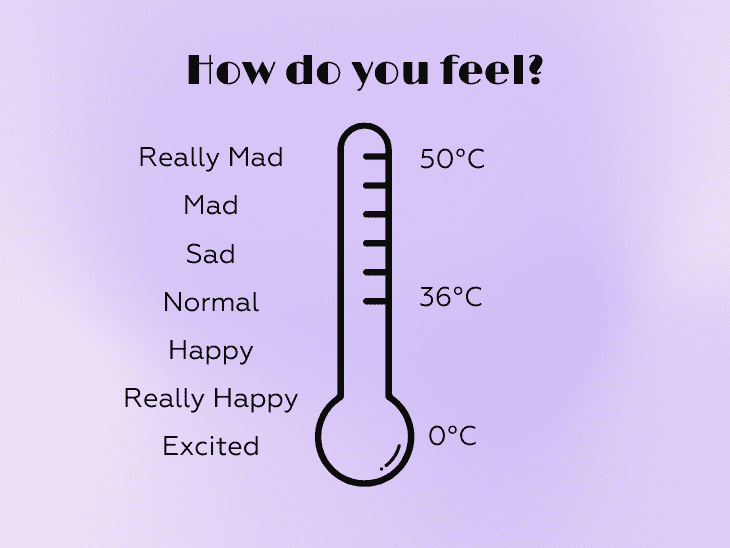 How do you feel?
Really Mad
50°C
Mad
Sad
Normal
36°C
Happy
Really Happy
Excited
0°C